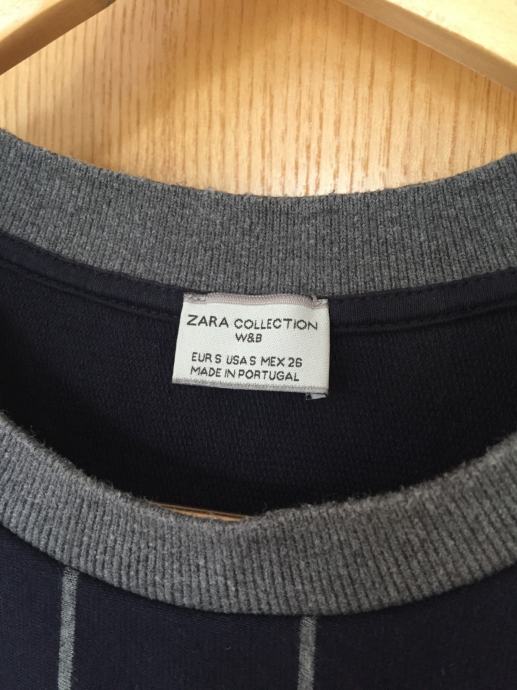 ZARA COLLECTION
W&B
EUR S USA S MEX 26
MADE IN PORTUGAL